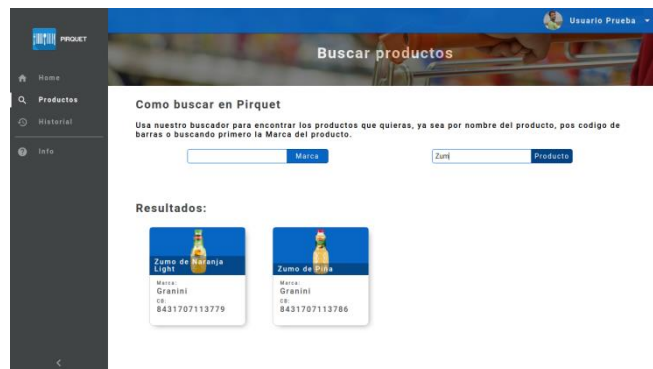 PIRQUET
Usuario Prueba
Buscar productos
Home
Productos
Historial
Info
Como buscar en Pirquet
Usa nuestro buscador para encontrar los productos que quieras, ya sea por nombre del producto, pos codigo de
barras o buscando primero la Marca del producto.
Marca
Zum
Producto
Resultados:
Zumo de Naranja
Light
Marca:
Granini
CB:
8431707113779
Zumo de Piña
Marca:
Granini
CB:
8431707113786